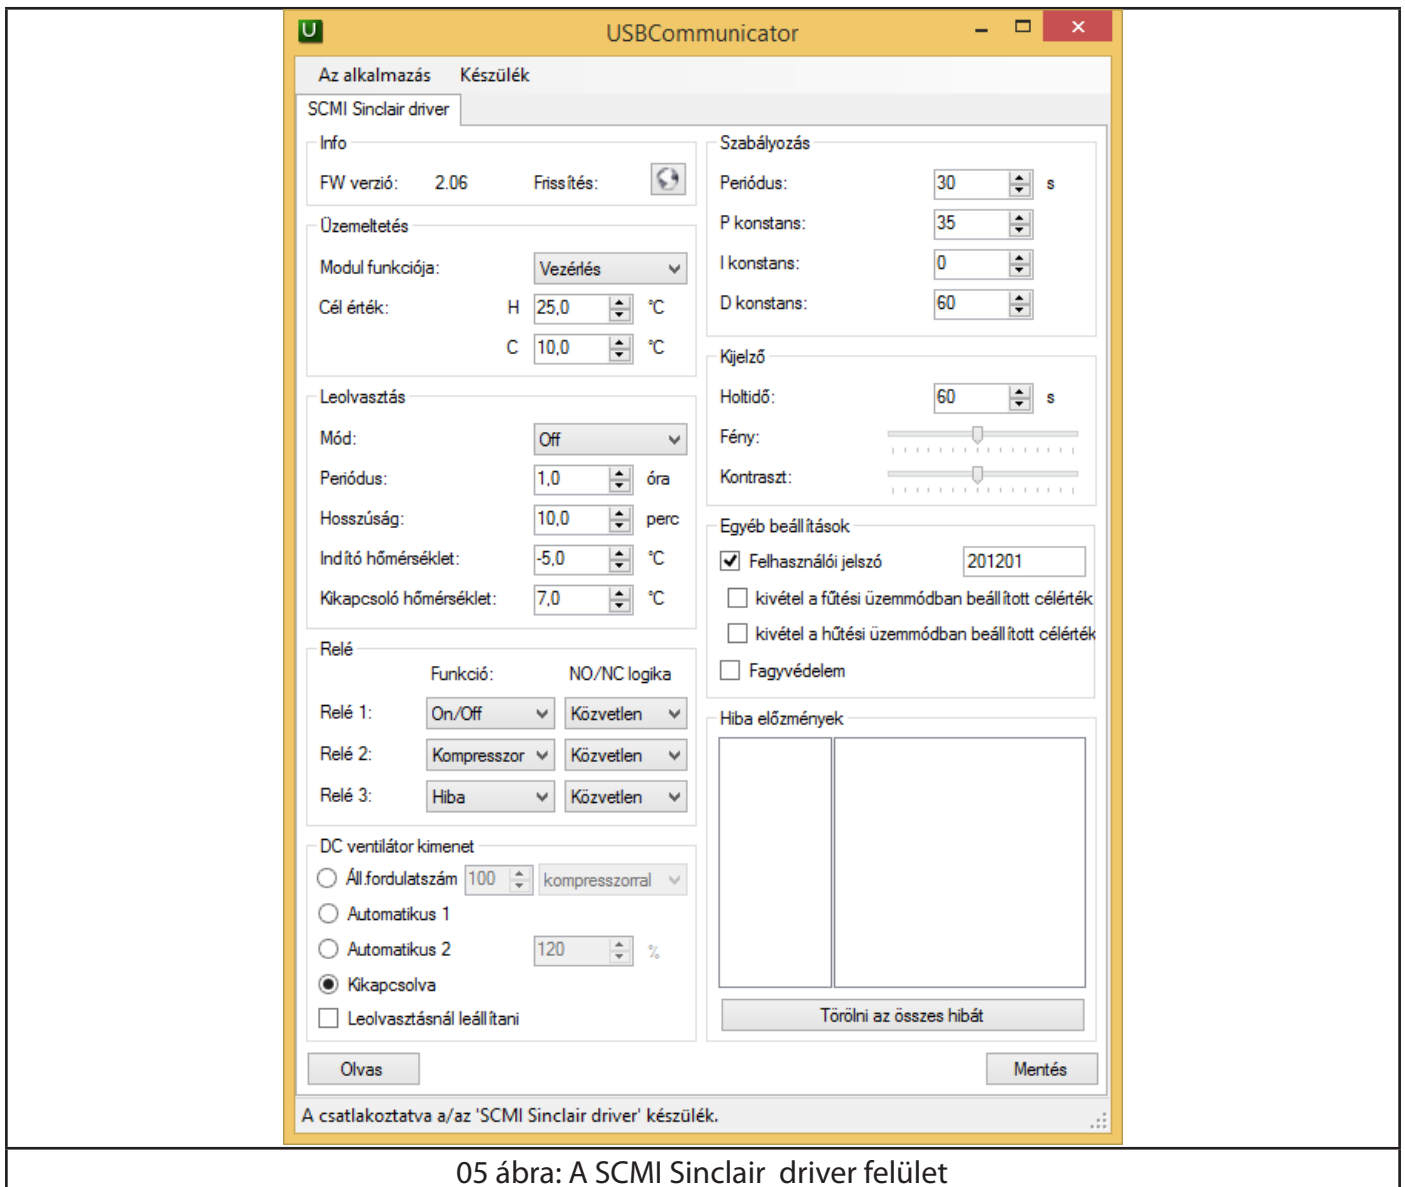 U
USBCommunicator
Az alkalmazás Készülék
SCMI Sinclair driver
Info
FW verzió: 2.06 Frissítés:
Üzemeltetés
Modul funkciója: Vezérlés
Cél érték: H 25,0 °C
C 10,0 °C
Leolvasztás
Mód: Off
Periódus: 1,0 óra
Hosszúság: 10,0 perc
Indító hőmérséklet: -5,0 °C
Kikapcsoló hőmérséklet: 7,0 °C
Relé
Funkció: NO/NC logika
Relé 1: On/Off Közvetlen
Relé 2: Kompresszor Közvetlen
Relé 3: Hiba Közvetlen
DC ventilátor kimenet
Áll.fordulatszám 100 kompresszorral
Automatikus 1
Automatikus 2 120 %
Kikapcsolva
Leolvasztásnál leállítani
Olvas
Szabályozás
Periódus: 30 s
P konstans: 35
I konstans: 0
D konstans: 60
Kijelző
Holtidő: 60 s
Fény:
Kontraszt:
Egyéb beállítások
Felhasználói jelszó 201201
kivétel a fűtési üzemmódban beállított célérték
kivétel a hűtési üzemmódban beállított célérték
Fagyvédelem
Hiba előzmények
Törölni az összes hibát
Mentés
A csatlakoztatva a/az 'SCMI Sinclair driver' készülék.
05 ábra: A SCMI Sinclair driver felület